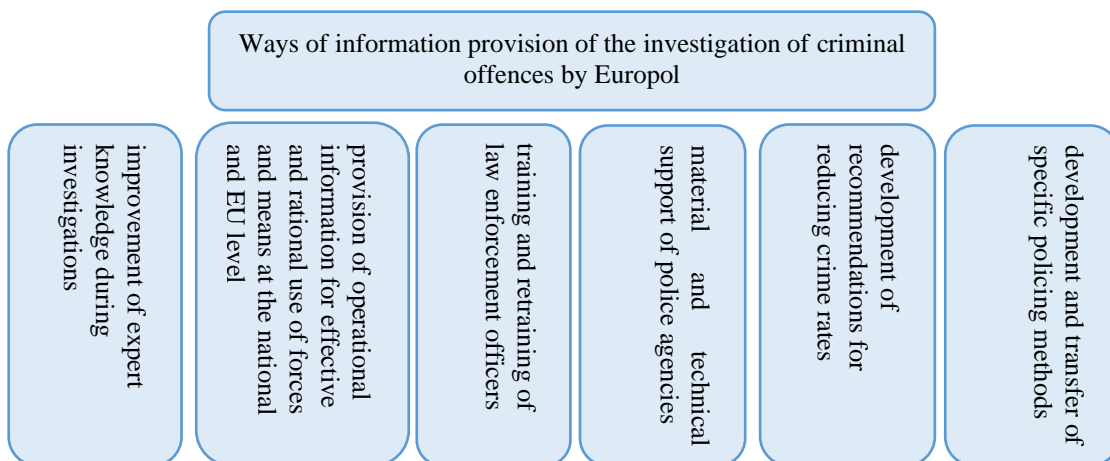 Ways of information provision of the investigation of criminal
offences by Europol
improvement of expert
knowledge during
investigations
provision of operational
information for effective
and rational use of forces
and means at the national
and EU level
training and retraining of
law enforcement officers
material and technical
support of police agencies
development of
recommendations for
reducing crime rates
development and transfer of
specific policing methods